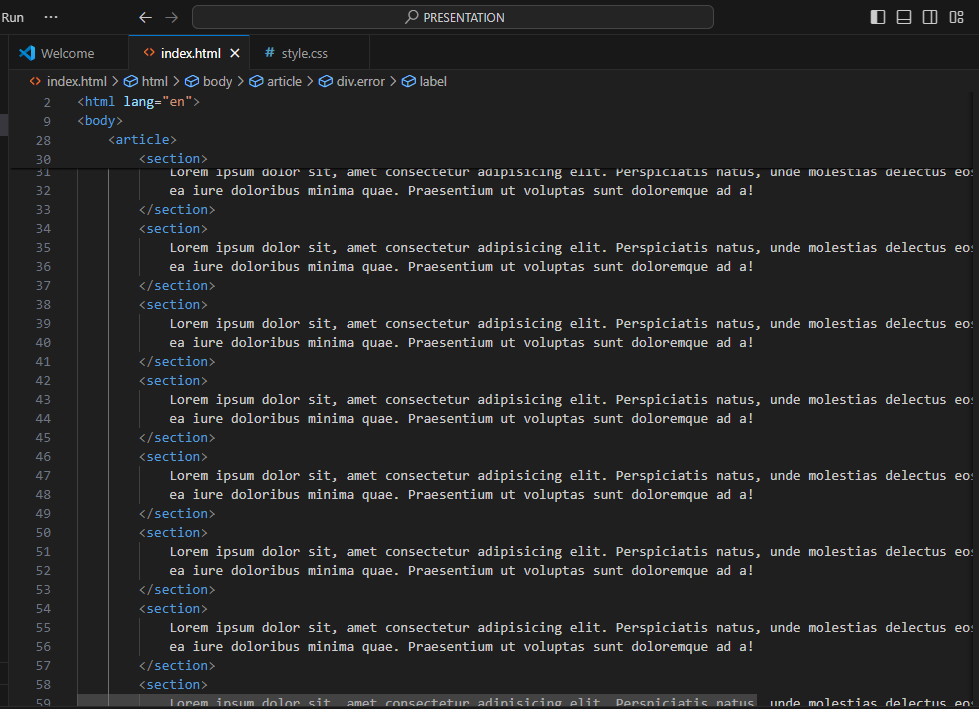 Run ··· ← → PRESENTATION
Welcome <> index.html × # style.css
<> index.html > html > body > article > div.error > label
2 <html lang="en">
9 <body>
28 <article>
30 <section>
31 Lorem ipsum dolor sit, amet consectetur adipisicing elit. Perspiciatis natus, unde molestias delectus eos
32 ea iure doloribus minima quae. Praesentium ut voluptas sunt doloremque ad a!
33 </section>
34 <section>
35 Lorem ipsum dolor sit, amet consectetur adipisicing elit. Perspiciatis natus, unde molestias delectus eos
36 ea iure doloribus minima quae. Praesentium ut voluptas sunt doloremque ad a!
37 </section>
38 <section>
39 Lorem ipsum dolor sit, amet consectetur adipisicing elit. Perspiciatis natus, unde molestias delectus eos
40 ea iure doloribus minima quae. Praesentium ut voluptas sunt doloremque ad a!
41 </section>
42 <section>
43 Lorem ipsum dolor sit, amet consectetur adipisicing elit. Perspiciatis natus, unde molestias delectus eos
44 ea iure doloribus minima quae. Praesentium ut voluptas sunt doloremque ad a!
45 </section>
46 <section>
47 Lorem ipsum dolor sit, amet consectetur adipisicing elit. Perspiciatis natus, unde molestias delectus eos
48 ea iure doloribus minima quae. Praesentium ut voluptas sunt doloremque ad a!
49 </section>
50 <section>
51 Lorem ipsum dolor sit, amet consectetur adipisicing elit. Perspiciatis natus, unde molestias delectus eos
52 ea iure doloribus minima quae. Praesentium ut voluptas sunt doloremque ad a!
53 </section>
54 <section>
55 Lorem ipsum dolor sit, amet consectetur adipisicing elit. Perspiciatis natus, unde molestias delectus eos
56 ea iure doloribus minima quae. Praesentium ut voluptas sunt doloremque ad a!
57 </section>
58 <section>
59 Lorem ipsum dolor sit, amet consectetur adipisicing elit. Perspiciatis natus, unde molestias delectus eos